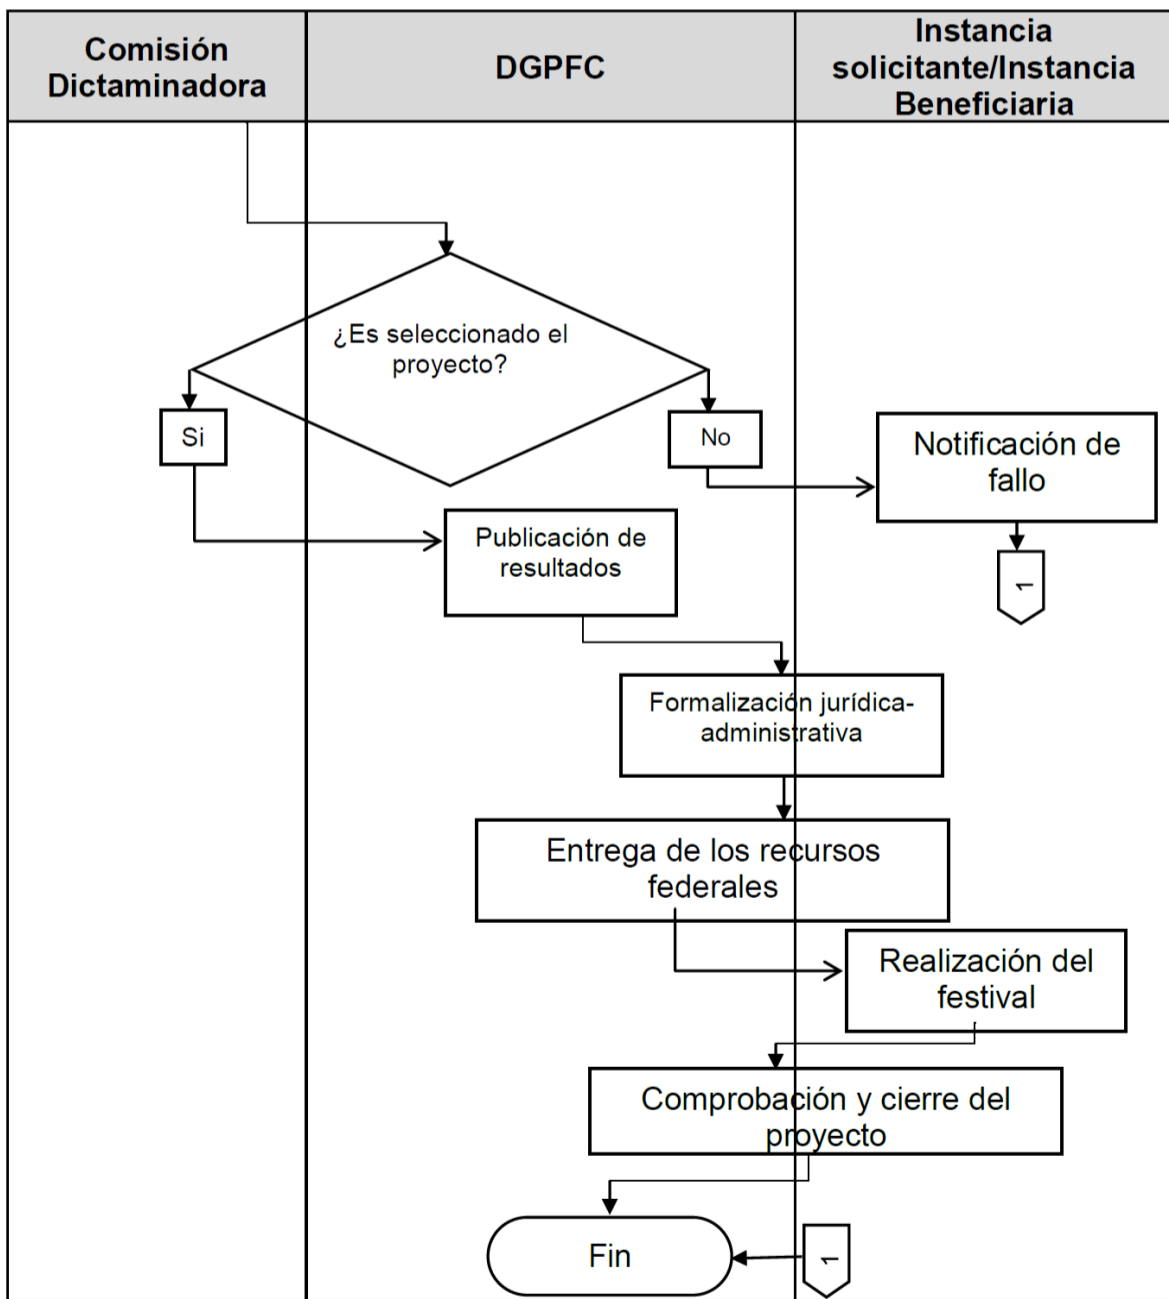 Comisión
Dictaminadora
DGPFC
Instancia
solicitante/Instancia
Beneficiaria
¿Es seleccionado el
proyecto?
Si
No
Notificación de
fallo
1
Publicación de
resultados
Formalización jurídica-
administrativa
Entrega de los recursos
federales
Realización del
festival
Comprobación y cierre del
proyecto
Fin
1